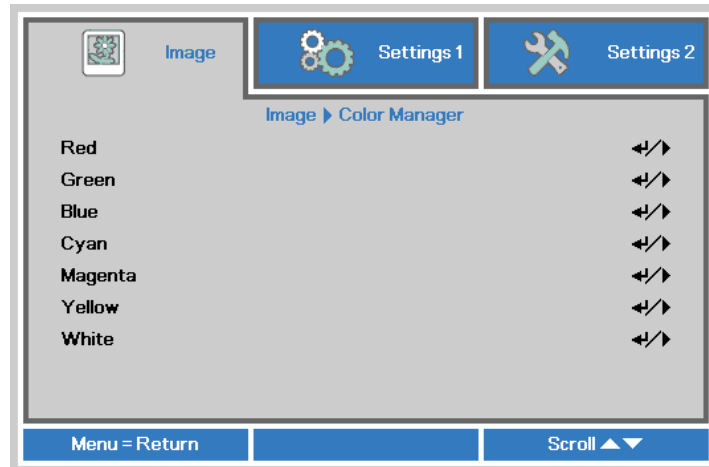 Image Settings 1 Settings 2
Image ▶ Color Manager
Red ↵/▶
Green ↵/▶
Blue ↵/▶
Cyan ↵/▶
Magenta ↵/▶
Yellow ↵/▶
White ↵/▶
Menu = Return Scroll ▲▼